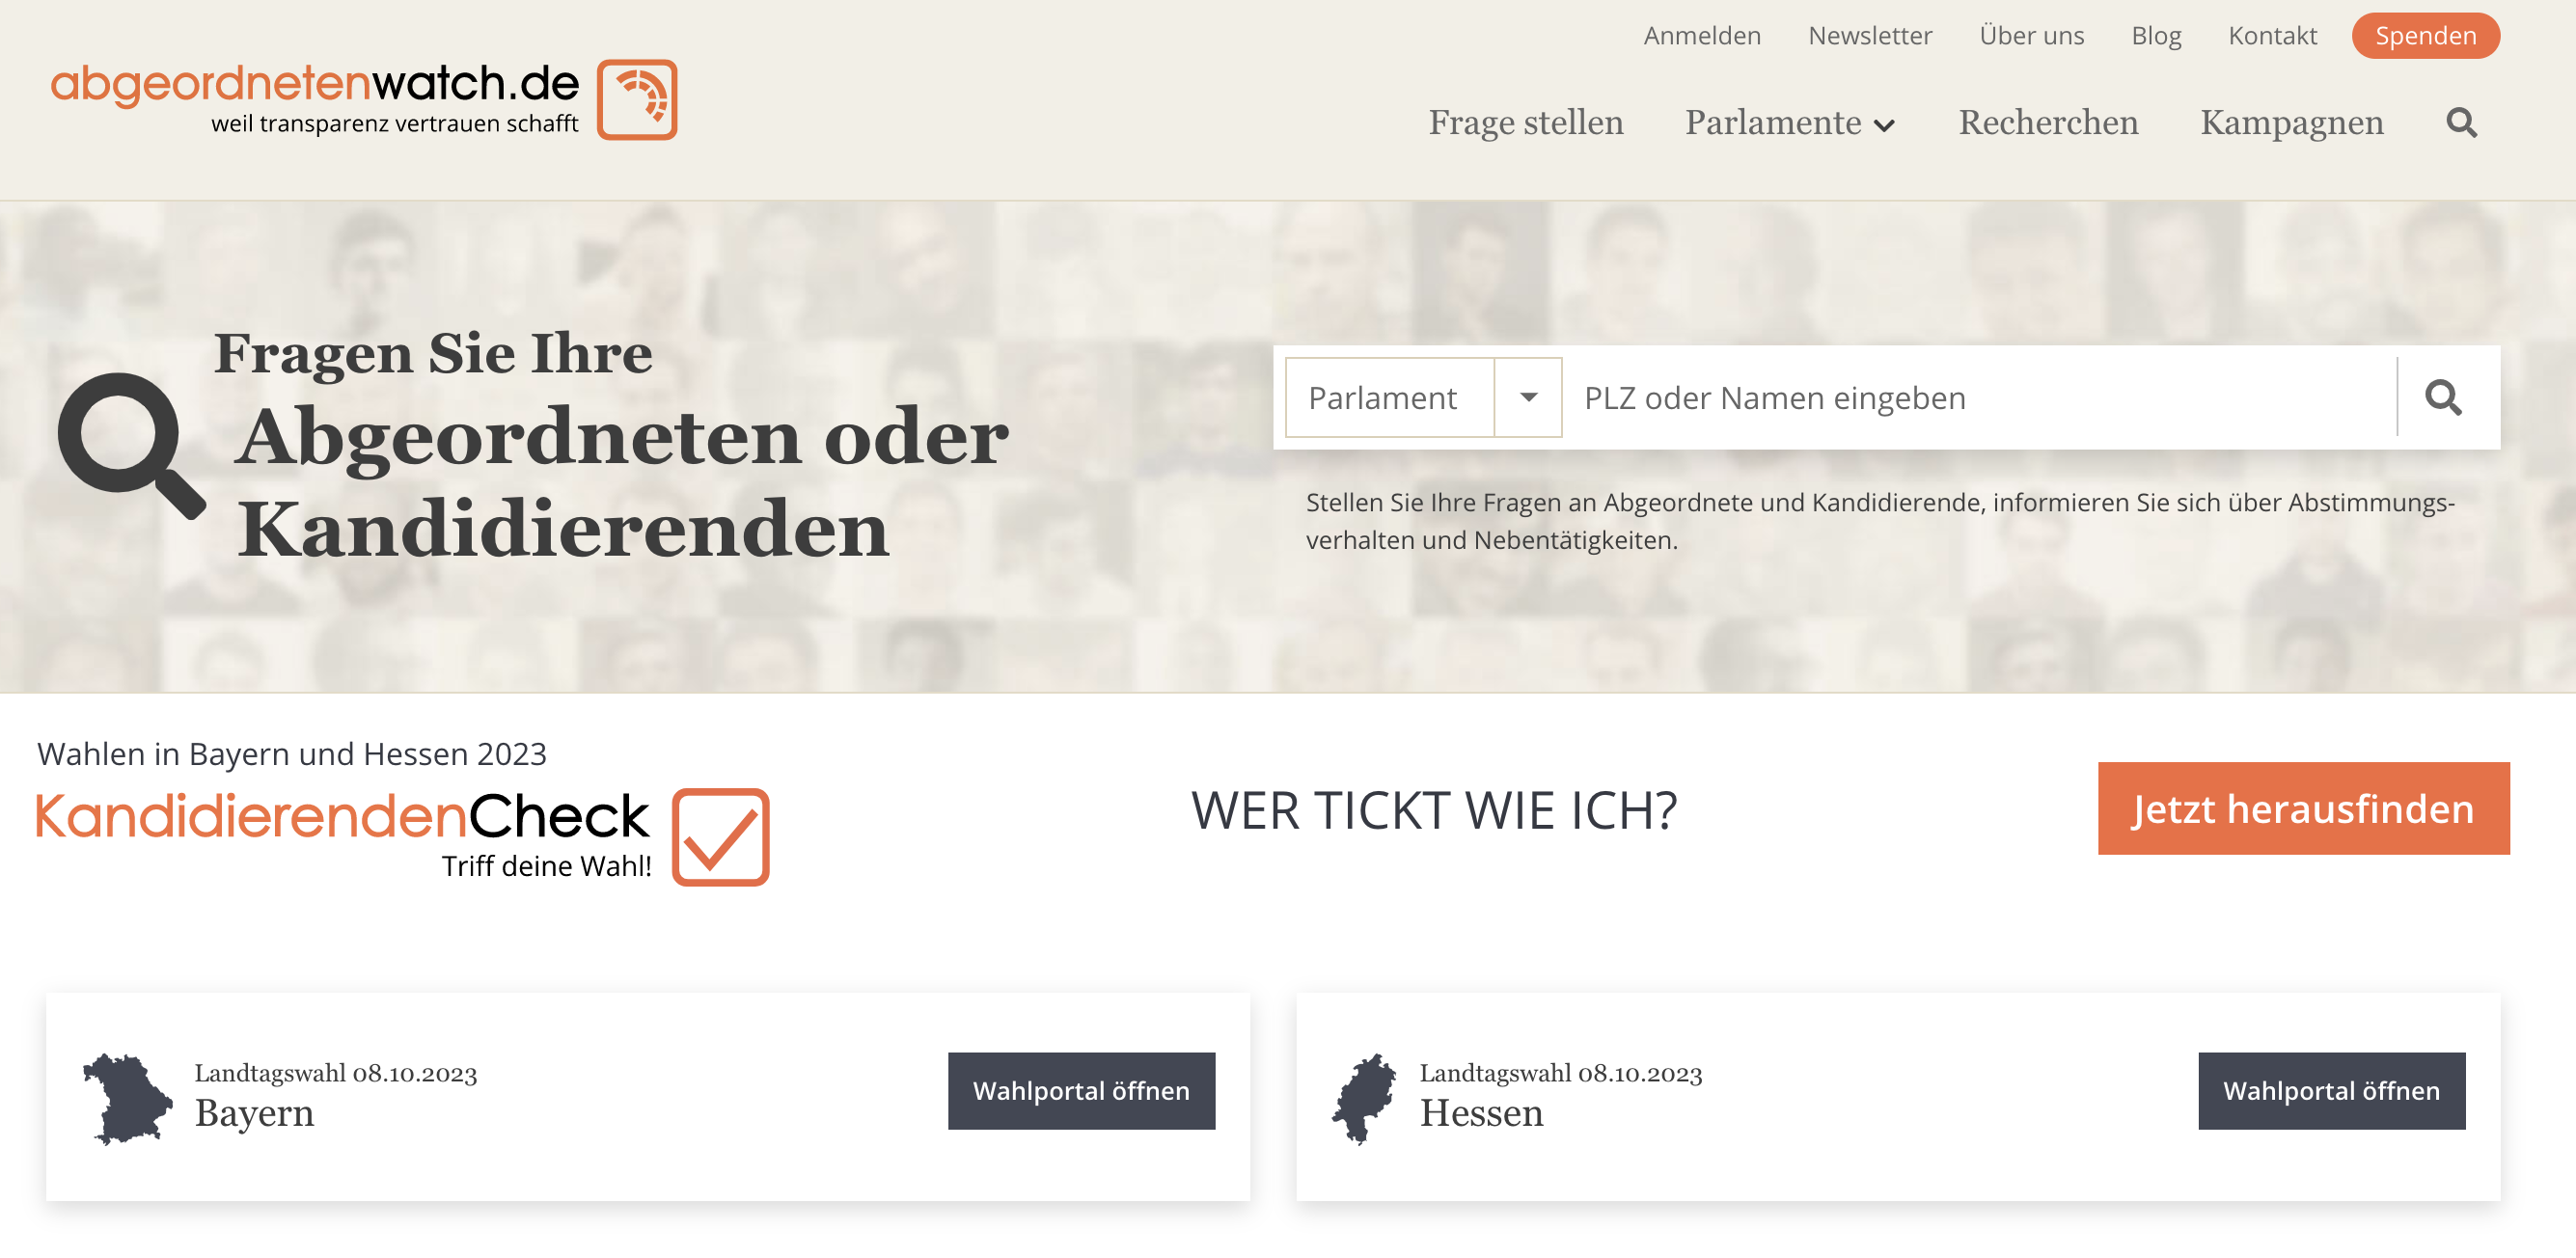 Anmelden Newsletter Über uns Blog Kontakt Spenden
abgeordnetenwatch.de
weil transparenz vertrauen schafft
Frage stellen Parlamente Recherchen Kampagnen
Fragen Sie Ihre
Abgeordneten oder
Kandidierenden
Parlament PLZ oder Namen eingeben
Stellen Sie Ihre Fragen an Abgeordnete und Kandidierende, informieren Sie sich über Abstimmungs-
verhalten und Nebentätigkeiten.
Wahlen in Bayern und Hessen 2023
KandidierendenCheck
Triff deine Wahl!
WER TICKT WIE ICH?
Jetzt herausfinden
Landtagswahl 08.10.2023
Bayern
Wahlportal öffnen
Landtagswahl 08.10.2023
Hessen
Wahlportal öffnen